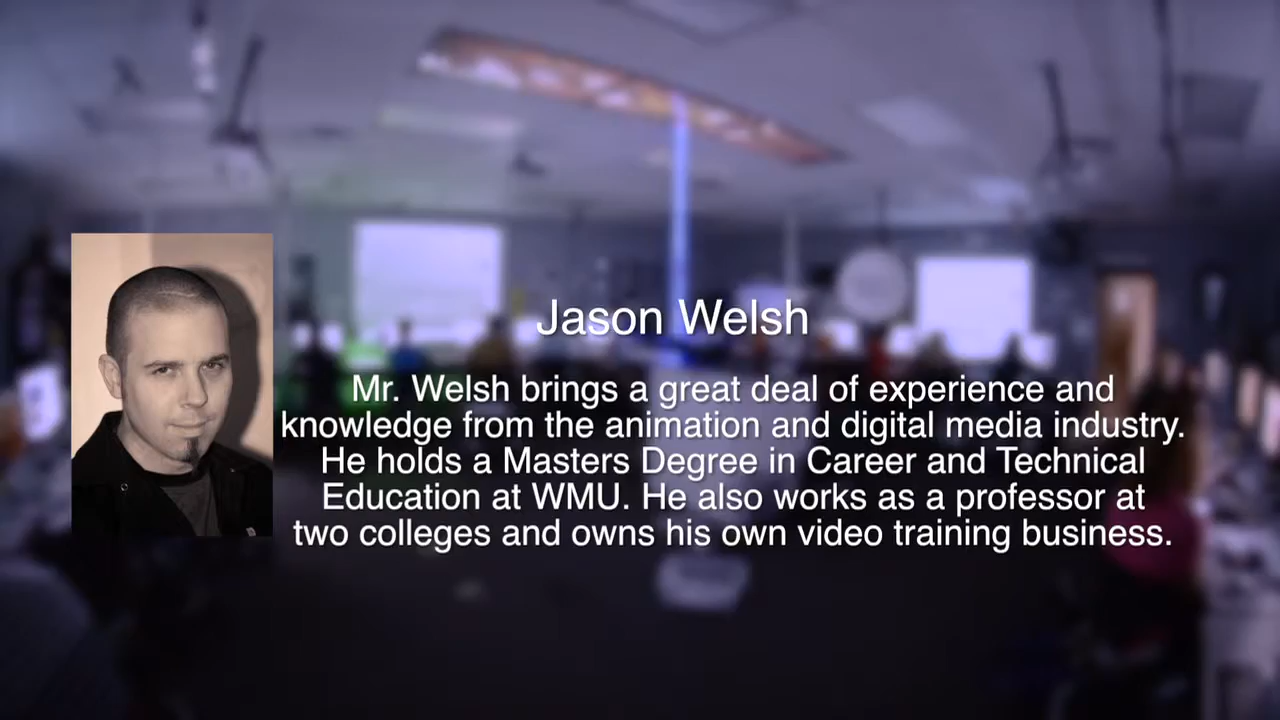 Jason Welsh
Mr. Welsh brings a great deal of experience and
knowledge from the animation and digital media industry.
He holds a Masters Degree in Career and Technical
Education at WMU. He also works as a professor at
two colleges and owns his own video training business.